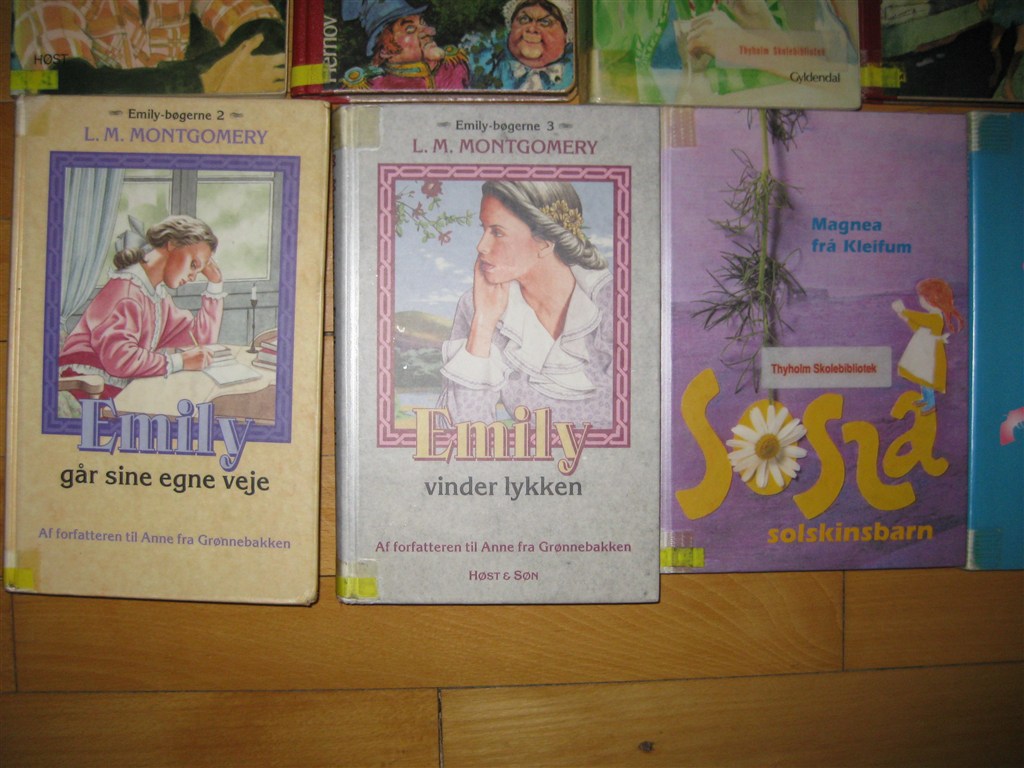 HØST
Hernov
Thyholm Skolebibliotek
Gyldendal
Emily-bøgerne 2
L. M. MONTGOMERY
Emily
går sine egne veje
Af forfatteren til Anne fra Grønnebakken
Emily-bøgerne 3
L. M. MONTGOMERY
Emily
vinder lykken
Af forfatteren til Anne fra Grønnebakken
HØST & SØN
Magnea
frá Kleifum
Thyholm Skolebibliotek
Sossa
solskinsbarn